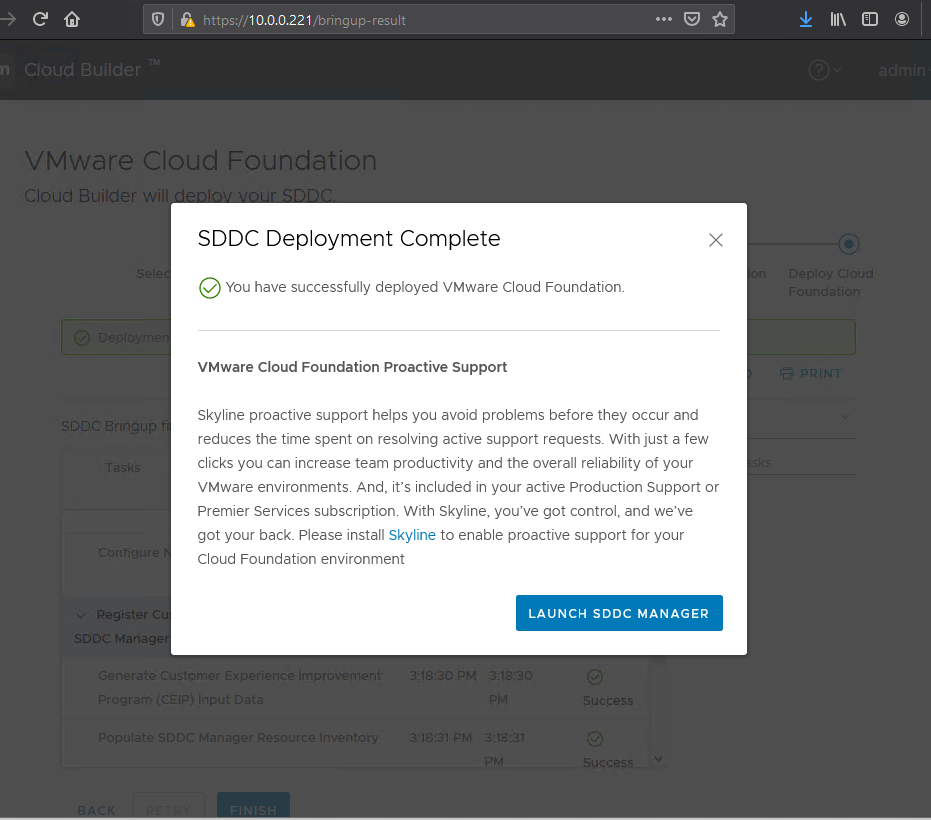 https://10.0.0.221/bringup-result
Cloud Builder ™
admin
VMware Cloud Foundation
Cloud Builder will deploy your SDDC.
SDDC Deployment Complete
You have successfully deployed VMware Cloud Foundation.
Deploy Cloud
Foundation
Deployment
PRINT
VMware Cloud Foundation Proactive Support
Skyline proactive support helps you avoid problems before they occur and
reduces the time spent on resolving active support requests. With just a few
clicks you can increase team productivity and the overall reliability of your
VMware environments. And, it’s included in your active Production Support or
Premier Services subscription. With Skyline, you’ve got control, and we’ve
got your back. Please install Skyline to enable proactive support for your
Cloud Foundation environment
LAUNCH SDDC MANAGER
SDDC Bringup
Tasks
Configure
Register
SDDC Manager
Generate Customer Experience Improvement
Program (CEIP) Input Data
3:18:30 PM
3:18:30
PM
Success
Populate SDDC Manager Resource Inventory
3:18:31 PM
3:18:31
PM
Success
BACK
RETRY
FINISH